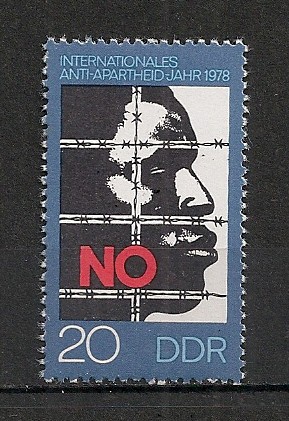 INTERNATIONALES
ANTI-APARTHEID-JAHR 1978
NO
20 DDR